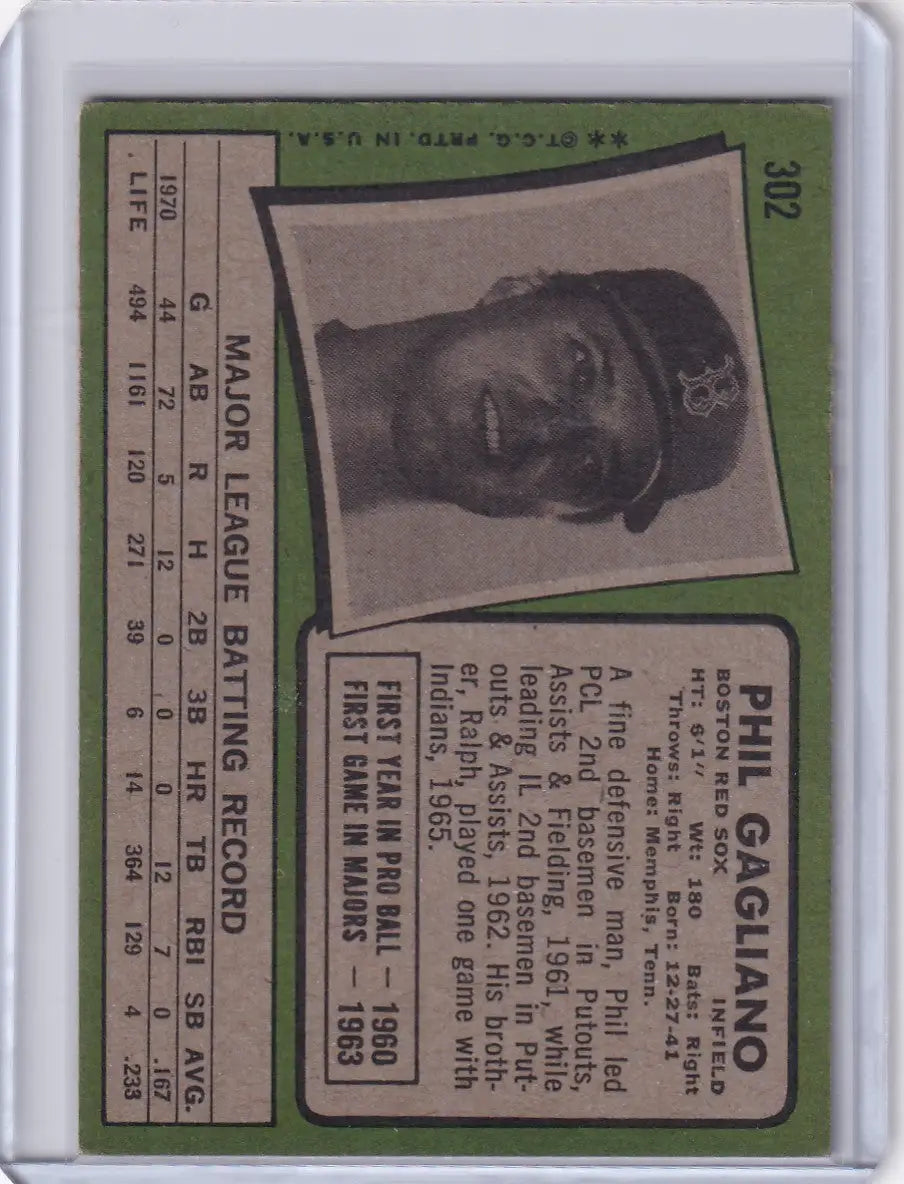 302
** ©T.C.G. PRTD. IN U.S.A.
PHIL GAGLIANO
BOSTON RED SOX INFIELD
HT: 6'1" Wt: 180 Bats: Right
Throws: Right Born: 12-27-41
Home: Memphis, Tenn.
A fine defensive man, Phil led
PCL 2nd basemen in Putouts,
Assists & Fielding, 1961, while
leading IL 2nd basemen in Put-
outs & Assists, 1962. His broth-
er, Ralph, played one game with
Indians, 1965.
FIRST YEAR IN PRO BALL — 1960
FIRST GAME IN MAJORS — 1963
MAJOR LEAGUE BATTING RECORD
G AB R H 2B 3B HR TB RBI SB AVG.
1970 44 72 5 12 0 0 0 12 7 0 .167
LIFE 494 1161 120 271 39 6 14 364 129 4 .233
B